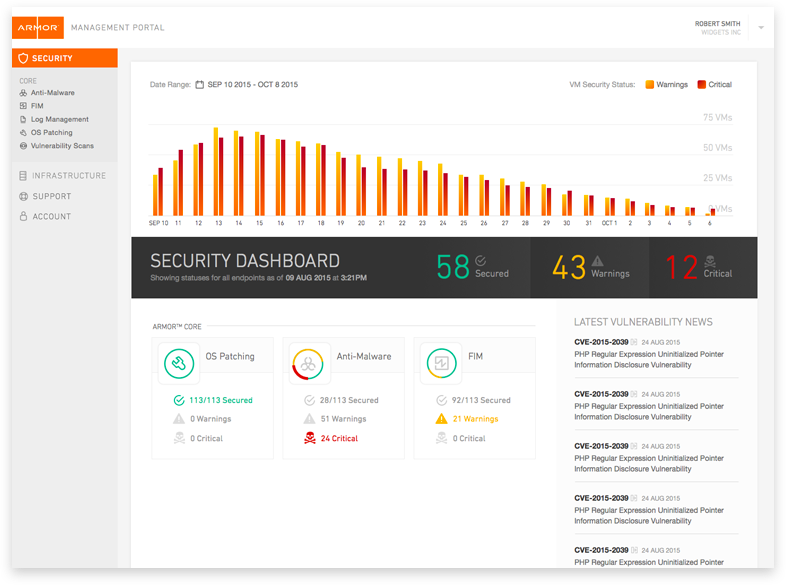 ARMOR MANAGEMENT PORTAL
ROBERT SMITH
WIDGETS INC
SECURITY
CORE
Anti-Malware
FIM
Log Management
OS Patching
Vulnerability Scans
INFRASTRUCTURE
SUPPORT
ACCOUNT
Date Range: SEP 10 2015 - OCT 8 2015
VM Security Status: Warnings Critical
75 VMs
50 VMs
25 VMs
0 VMs
SEP 10 11 12 13 14 15 16 17 18 19 20 21 22 23 24 25 26 27 28 29 30 31 OCT 1 2 3 4 5 6
SECURITY DASHBOARD
Showing statuses for all endpoints as of 09 AUG 2015 at 3:21PM
58 Secured
43 Warnings
12 Critical
ARMOR™ CORE
OS Patching
113/113 Secured
0 Warnings
0 Critical
Anti-Malware
28/113 Secured
51 Warnings
24 Critical
FIM
92/113 Secured
21 Warnings
0 Critical
LATEST VULNERABILITY NEWS
CVE-2015-2039 24 AUG 2015
PHP Regular Expression Uninitialized Pointer
Information Disclosure Vulnerability
CVE-2015-2039 24 AUG 2015
PHP Regular Expression Uninitialized Pointer
Information Disclosure Vulnerability
CVE-2015-2039 24 AUG 2015
PHP Regular Expression Uninitialized Pointer
Information Disclosure Vulnerability
CVE-2015-2039 24 AUG 2015
PHP Regular Expression Uninitialized Pointer
Information Disclosure Vulnerability
CVE-2015-2039 24 AUG 2015
PHP Regular Expression Uninitialized Pointer